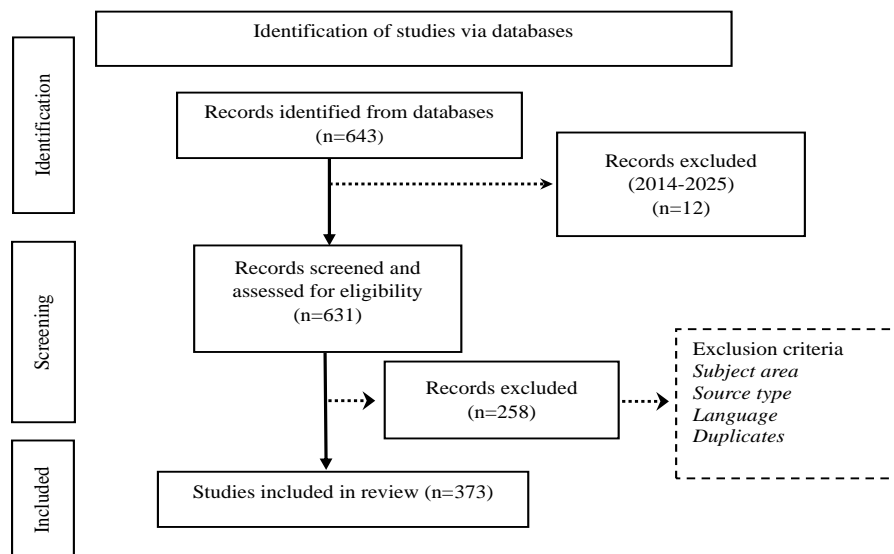 Identification of studies via databases
Identification
Records identified from databases
(n=643)
Records excluded
(2014-2025)
(n=12)
Screening
Records screened and
assessed for eligibility
(n=631)
Records excluded
(n=258)
Exclusion criteria
Subject area
Source type
Language
Duplicates
Included
Studies included in review (n=373)